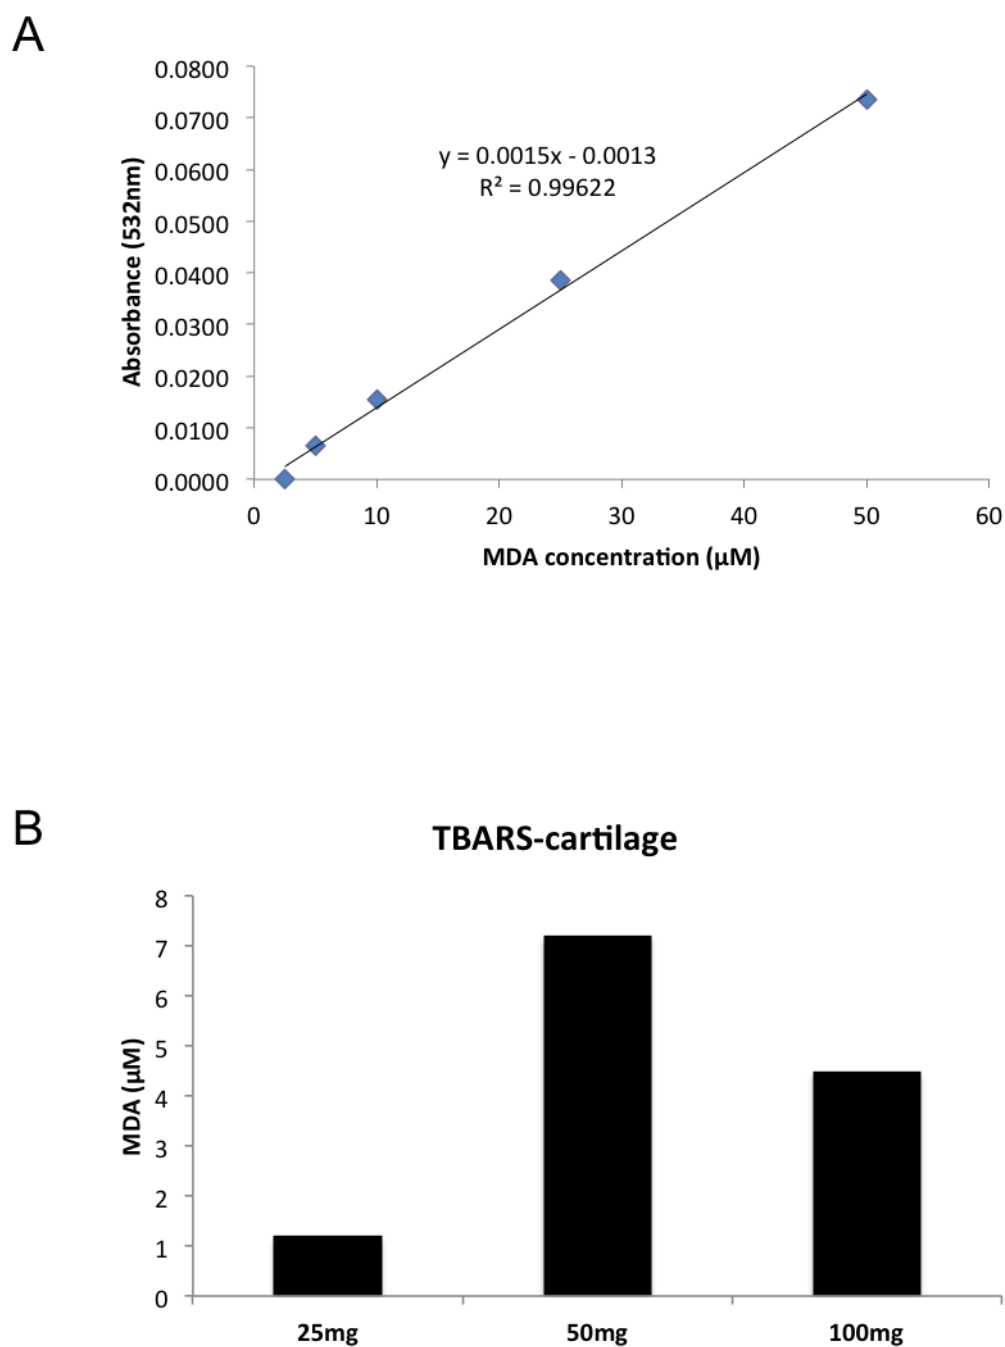 A
0.0800
0.0700
0.0600
0.0500
0.0400
0.0300
0.0200
0.0100
0.0000
Absorbance (532nm)
y = 0.0015x - 0.0013
R² = 0.99622
0 10 20 30 40 50 60
MDA concentration (µM)
B
TBARS-cartilage
8
7
6
5
4
3
2
1
0
MDA (µM)
25mg 50mg 100mg